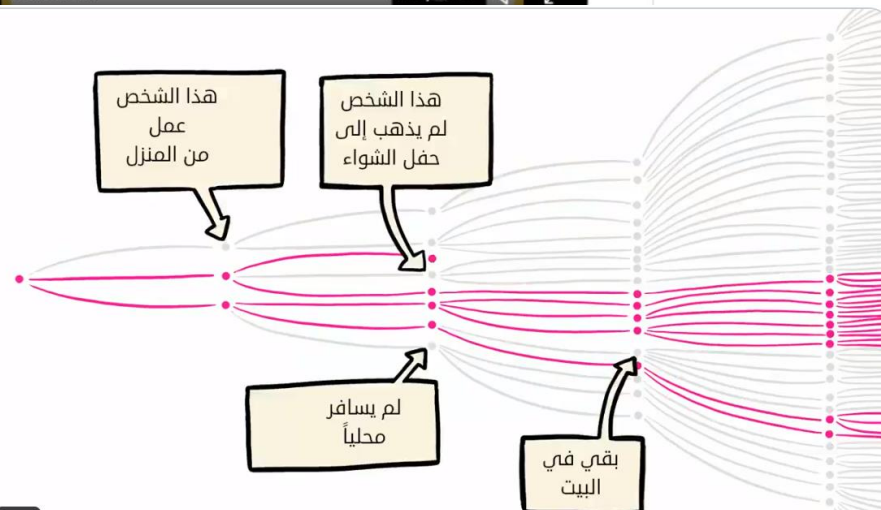 هذا الشخص
عمل
من المنزل
هذا الشخص
لم يذهب إلى
حفل الشواء
لم يسافر
محلياً
بقي في
البيت